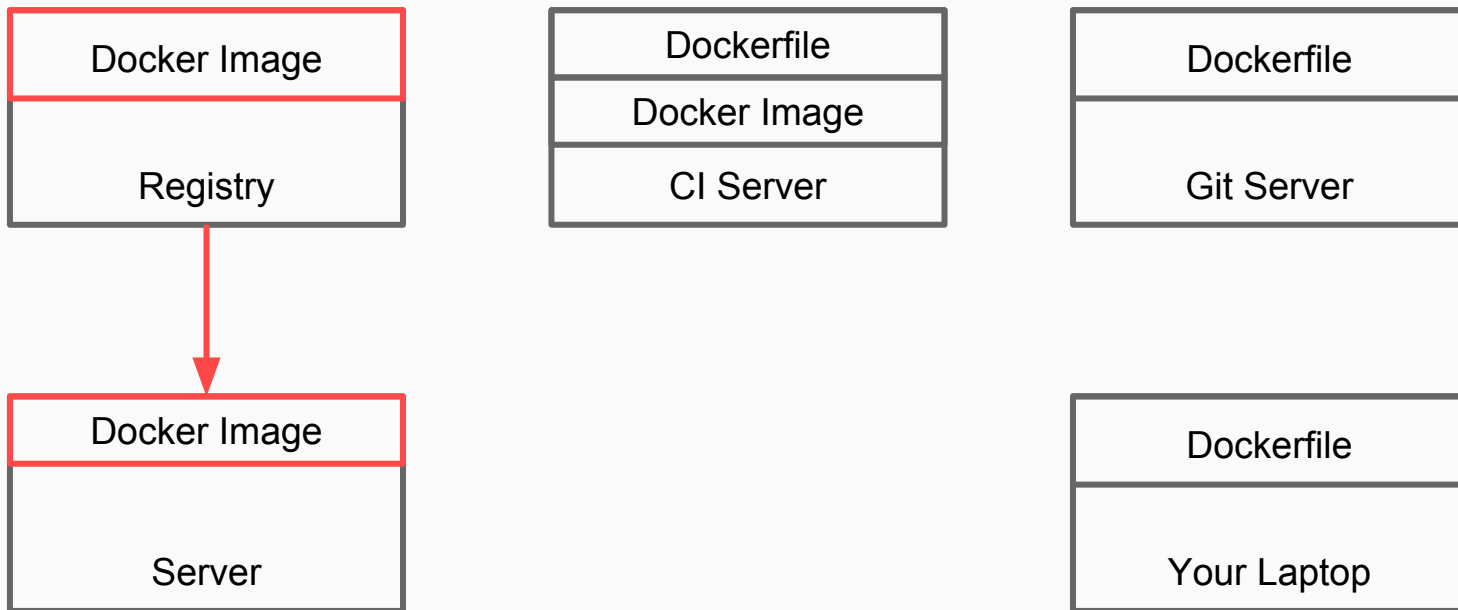 Docker Image
Registry
Dockerfile
Docker Image
CI Server
Dockerfile
Git Server
Docker Image
Server
Dockerfile
Your Laptop